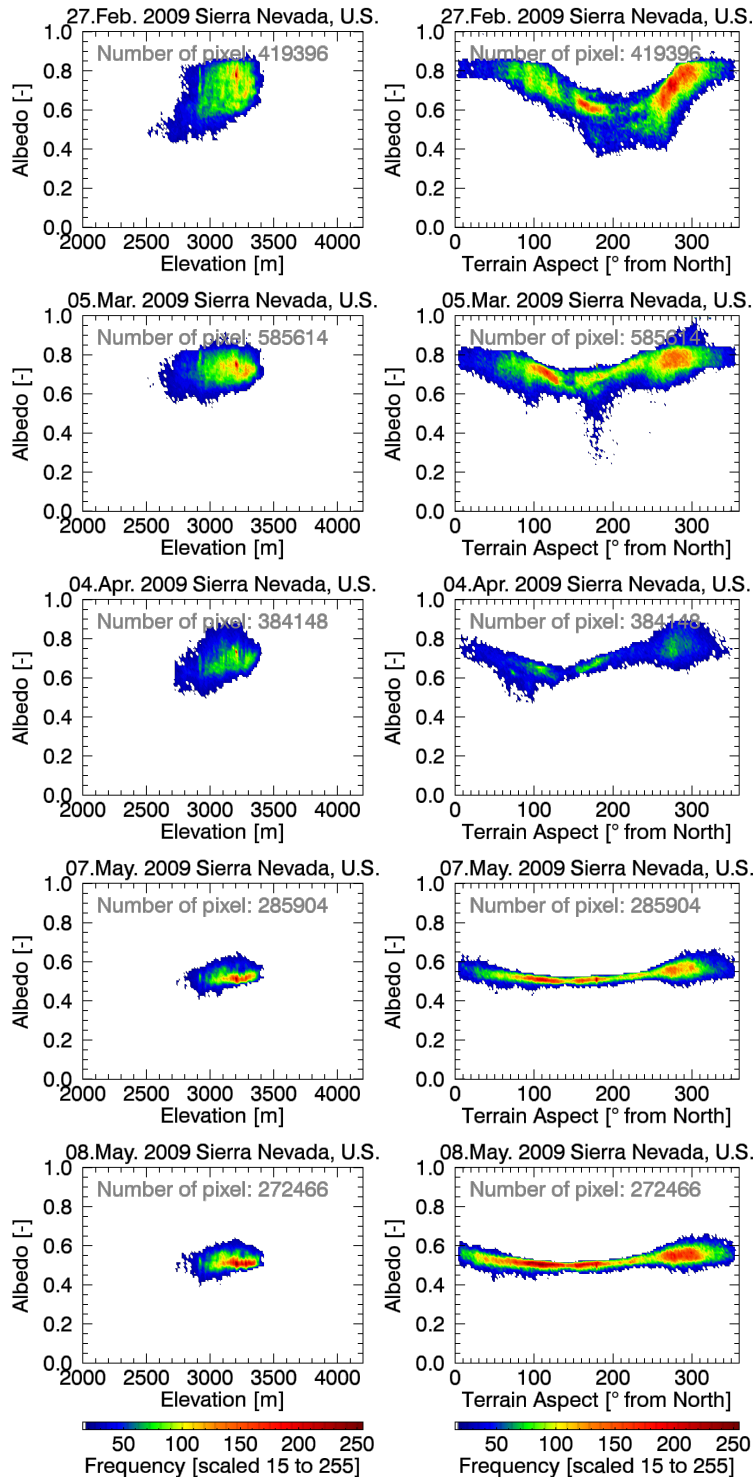 27.Feb. 2009 Sierra Nevada, U.S.
Number of pixel: 419396
Albedo [-]
1.0
0.8
0.6
0.4
0.2
0.0
2000 2500 3000 3500 4000
Elevation [m]
27.Feb. 2009 Sierra Nevada, U.S.
Number of pixel: 419396
Albedo [-]
1.0
0.8
0.6
0.4
0.2
0.0
0 100 200 300
Terrain Aspect [° from North]
05.Mar. 2009 Sierra Nevada, U.S.
Number of pixel: 585614
Albedo [-]
1.0
0.8
0.6
0.4
0.2
0.0
2000 2500 3000 3500 4000
Elevation [m]
05.Mar. 2009 Sierra Nevada, U.S.
Number of pixel: 585614
Albedo [-]
1.0
0.8
0.6
0.4
0.2
0.0
0 100 200 300
Terrain Aspect [° from North]
04.Apr. 2009 Sierra Nevada, U.S.
Number of pixel: 384148
Albedo [-]
1.0
0.8
0.6
0.4
0.2
0.0
2000 2500 3000 3500 4000
Elevation [m]
04.Apr. 2009 Sierra Nevada, U.S.
Number of pixel: 384148
Albedo [-]
1.0
0.8
0.6
0.4
0.2
0.0
0 100 200 300
Terrain Aspect [° from North]
07.May. 2009 Sierra Nevada, U.S.
Number of pixel: 285904
Albedo [-]
1.0
0.8
0.6
0.4
0.2
0.0
2000 2500 3000 3500 4000
Elevation [m]
07.May. 2009 Sierra Nevada, U.S.
Number of pixel: 285904
Albedo [-]
1.0
0.8
0.6
0.4
0.2
0.0
0 100 200 300
Terrain Aspect [° from North]
08.May. 2009 Sierra Nevada, U.S.
Number of pixel: 272466
Albedo [-]
1.0
0.8
0.6
0.4
0.2
0.0
2000 2500 3000 3500 4000
Elevation [m]
08.May. 2009 Sierra Nevada, U.S.
Number of pixel: 272466
Albedo [-]
1.0
0.8
0.6
0.4
0.2
0.0
0 100 200 300
Terrain Aspect [° from North]
50 100 150 200 250
Frequency [scaled 15 to 255]
50 100 150 200 250
Frequency [scaled 15 to 255]